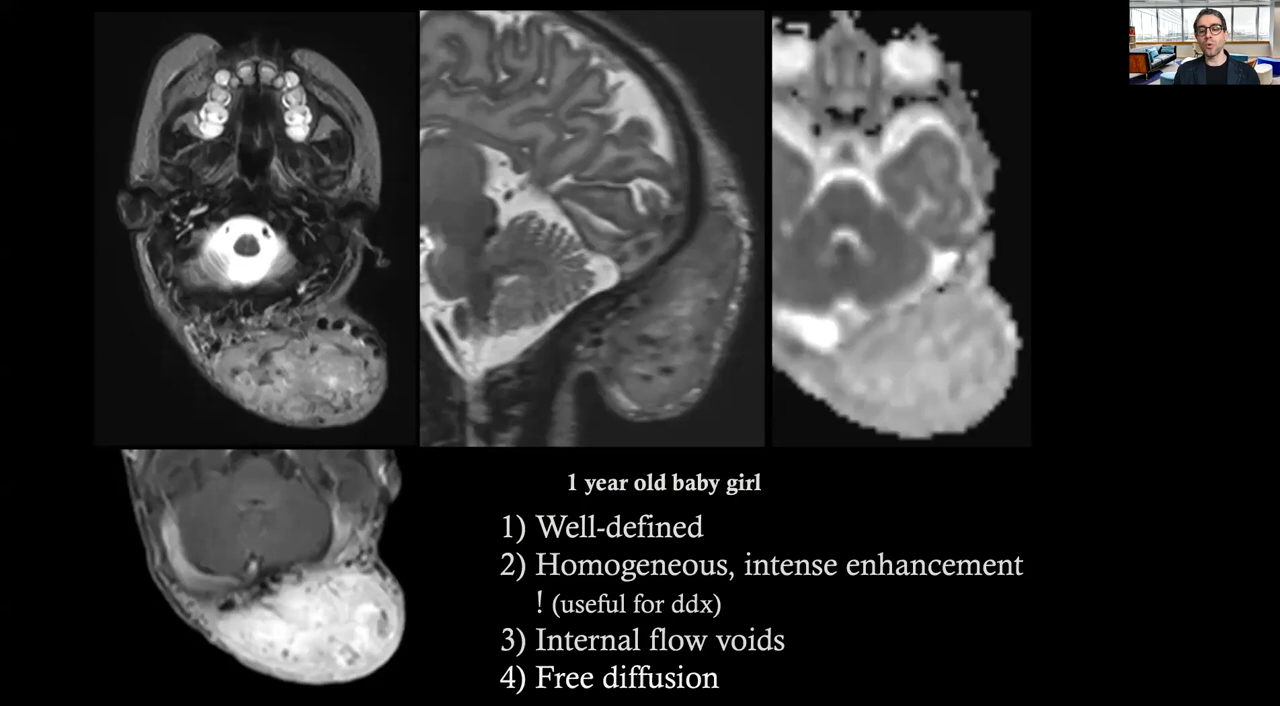 1 year old baby girl
1) Well-defined
2) Homogeneous, intense enhancement
! (useful for ddx)
3) Internal flow voids
4) Free diffusion